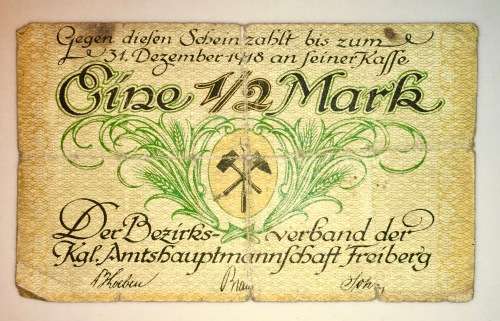 Gegen diesen Schein zahlt bis zum
31. Dezember 1918 an seiner Kasse
Eine 1/2 Mark
Der Bezirks- verband der
Kgl. Amtshauptmannschaft Freiberg